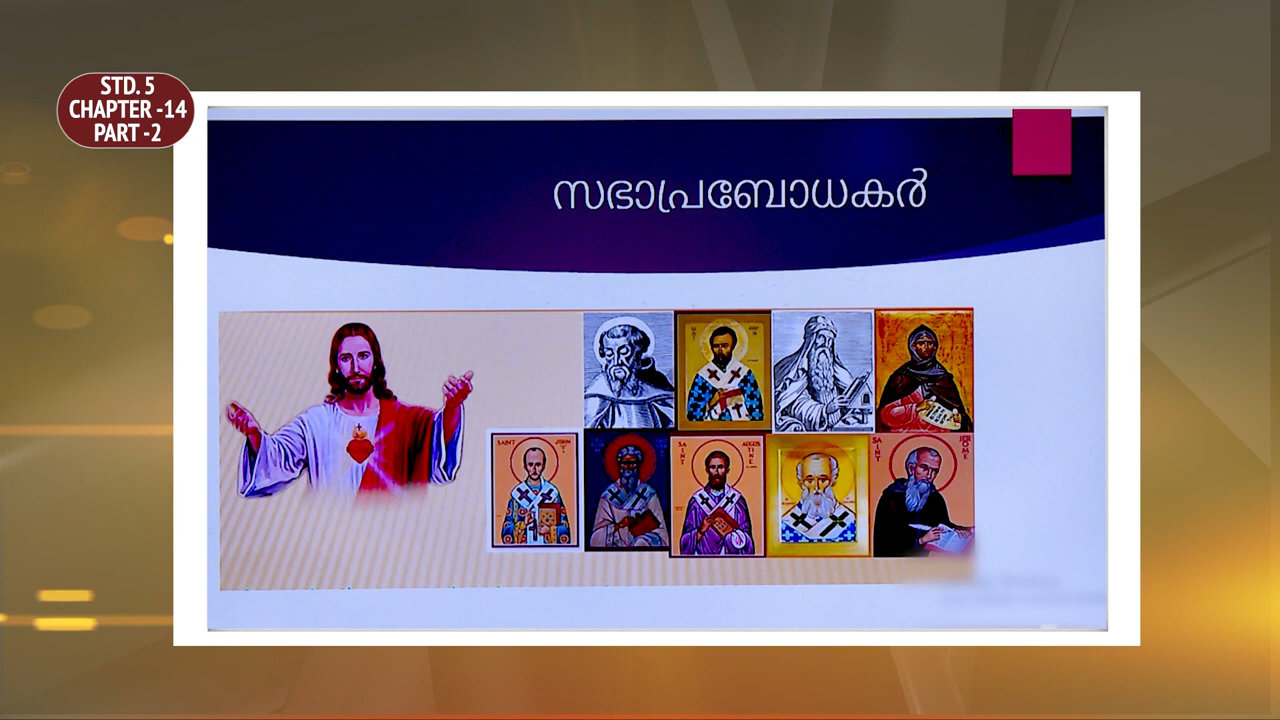 STD. 5
CHAPTER -14
PART -2
സഭാപ്രബോധകർ
SAINT JOHN
SAINT AUGUSTINE
SAINT JEROME